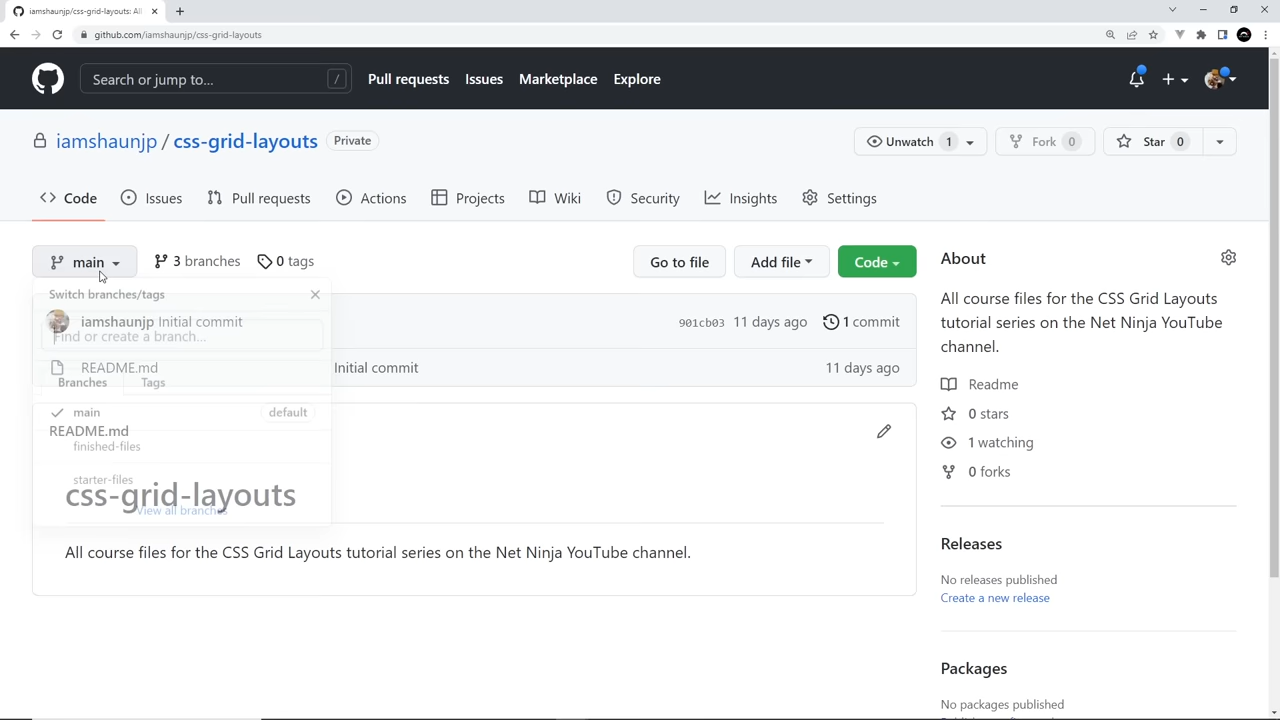 iamshaunjp/css-grid-layouts: All
github.com/iamshaunjp/css-grid-layouts
Search or jump to... /
Pull requests Issues Marketplace Explore
iamshaunjp / css-grid-layouts Private
Unwatch 1 Fork 0 Star 0
Code Issues Pull requests Actions Projects Wiki Security Insights Settings
main 3 branches 0 tags Go to file Add file Code
Switch branches/tags
iamshaunjp Initial commit 901cb03 11 days ago 1 commit
Find or create a branch...
README.md Initial commit 11 days ago
Branches Tags
main default
README.md
finished-files
starter-files
css-grid-layouts
View all branches
All course files for the CSS Grid Layouts tutorial series on the Net Ninja YouTube channel.
About
All course files for the CSS Grid Layouts
tutorial series on the Net Ninja YouTube
channel.
Readme
0 stars
1 watching
0 forks
Releases
No releases published
Create a new release
Packages
No packages published